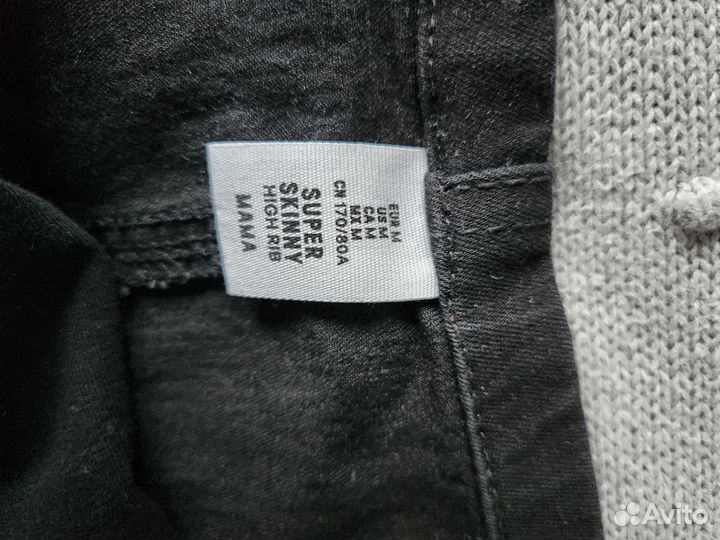 EUR M
US M
CA M
MX M
CN 170/80A
SUPER
SKINNY
HIGH RIB
MAMA
Avito